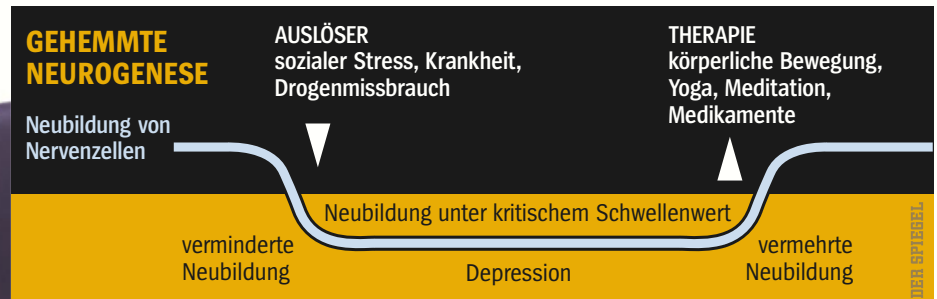 GEHEMMTE
NEUROGENESE
Neubildung von
Nervenzellen
AUSLÖSER
sozialer Stress, Krankheit,
Drogenmissbrauch
THERAPIE
körperliche Bewegung,
Yoga, Meditation,
Medikamente
Neubildung unter kritischem Schwellenwert
verminderte
Neubildung
Depression
vermehrte
Neubildung
DER SPIEGEL